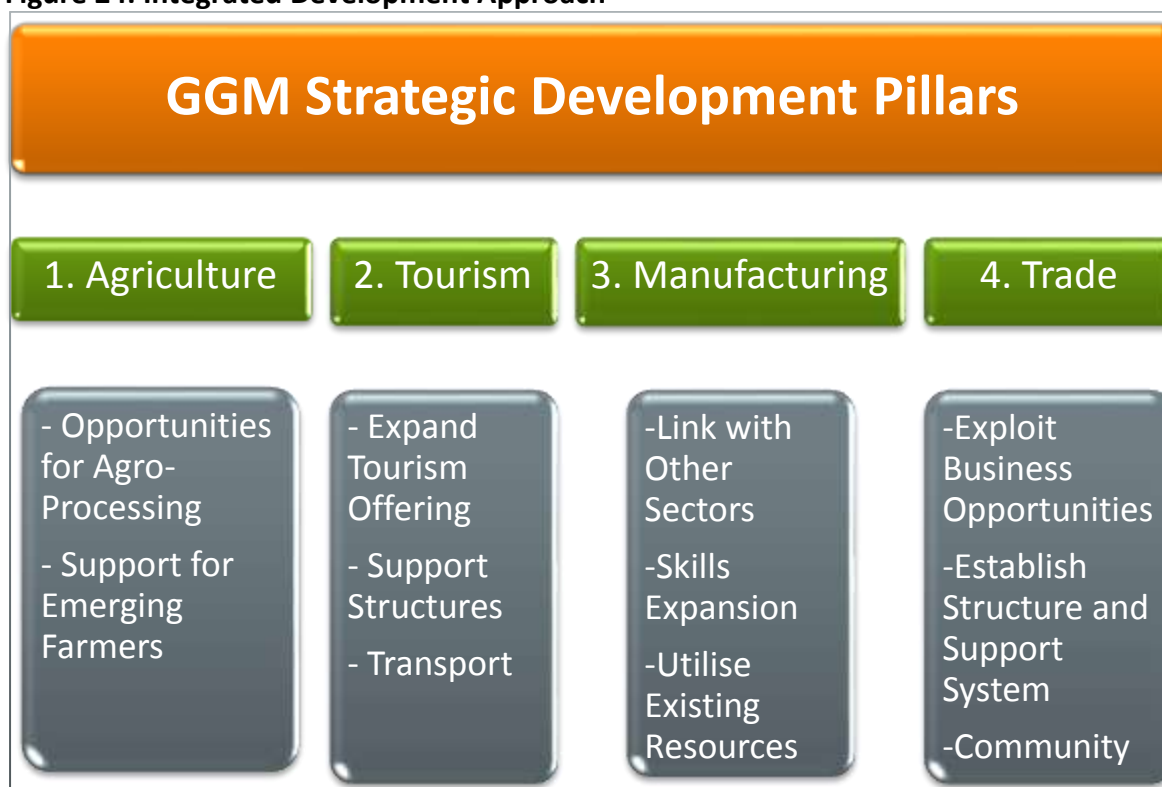 GGM Strategic Development Pillars
1. Agriculture
2. Tourism
3. Manufacturing
4. Trade
- Opportunities
for Agro-
Processing
- Support for
Emerging
Farmers
- Expand
Tourism
Offering
- Support
Structures
- Transport
-Link with
Other
Sectors
-Skills
Expansion
-Utilise
Existing
Resources
-Exploit
Business
Opportunities
-Establish
Structure and
Support
System
-Community